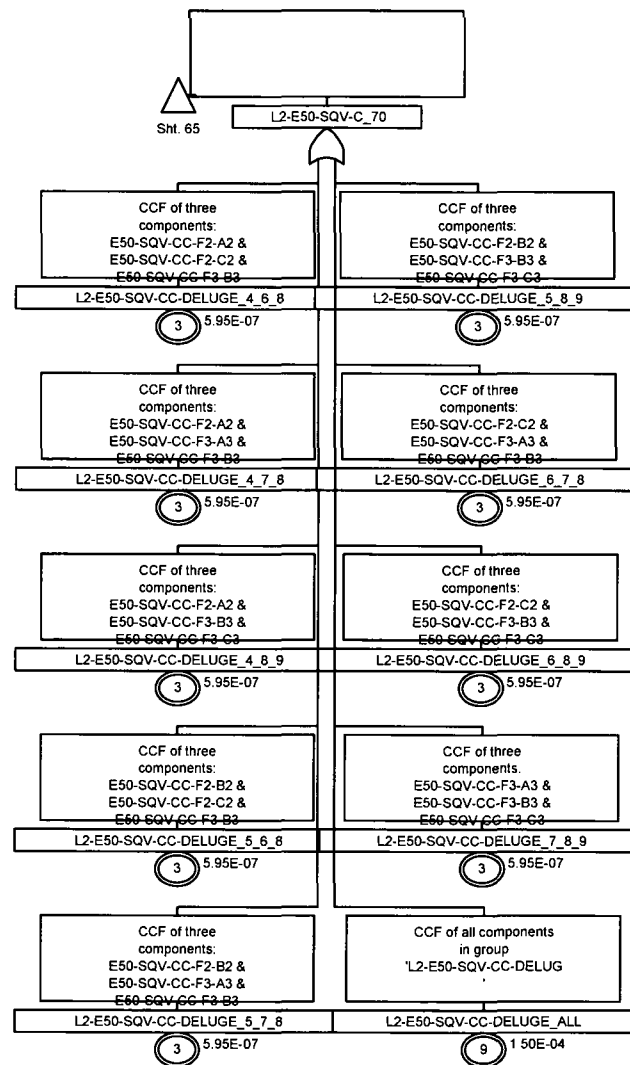 L2-E50-SQV-C_70
Sht. 65
CCF of three
components:
E50-SQV-CC-F2-A2 &
E50-SQV-CC-F2-C2 &
E50-SQV-CC-F3-B3
L2-E50-SQV-CC-DELUGE_4_6_8
3
5.95E-07
CCF of three
components:
E50-SQV-CC-F2-B2 &
E50-SQV-CC-F3-B3 &
E50-SQV-CC-F3-C3
L2-E50-SQV-CC-DELUGE_5_8_9
3
5.95E-07
CCF of three
components:
E50-SQV-CC-F2-A2 &
E50-SQV-CC-F3-A3 &
E50-SQV-CC-F3-B3
L2-E50-SQV-CC-DELUGE_4_7_8
3
5.95E-07
CCF of three
components:
E50-SQV-CC-F2-C2 &
E50-SQV-CC-F3-A3 &
E50-SQV-CC-F3-B3
L2-E50-SQV-CC-DELUGE_6_7_8
3
5.95E-07
CCF of three
components:
E50-SQV-CC-F2-A2 &
E50-SQV-CC-F3-B3 &
E50-SQV-CC-F3-C3
L2-E50-SQV-CC-DELUGE_4_8_9
3
5.95E-07
CCF of three
components:
E50-SQV-CC-F2-C2 &
E50-SQV-CC-F3-B3 &
E50-SQV-CC-F3-C3
L2-E50-SQV-CC-DELUGE_6_8_9
3
5.95E-07
CCF of three
components:
E50-SQV-CC-F2-B2 &
E50-SQV-CC-F2-C2 &
E50-SQV-CC-F3-B3
L2-E50-SQV-CC-DELUGE_5_6_8
3
5.95E-07
CCF of three
components.
E50-SQV-CC-F3-A3 &
E50-SQV-CC-F3-B3 &
E50-SQV-CC-F3-C3
L2-E50-SQV-CC-DELUGE_7_8_9
3
5.95E-07
CCF of three
components:
E50-SQV-CC-F2-B2 &
E50-SQV-CC-F3-A3 &
E50-SQV-CC-F3-B3
L2-E50-SQV-CC-DELUGE_5_7_8
3
5.95E-07
CCF of all components
in group
'L2-E50-SQV-CC-DELUG
'
L2-E50-SQV-CC-DELUGE_ALL
9
1 50E-04